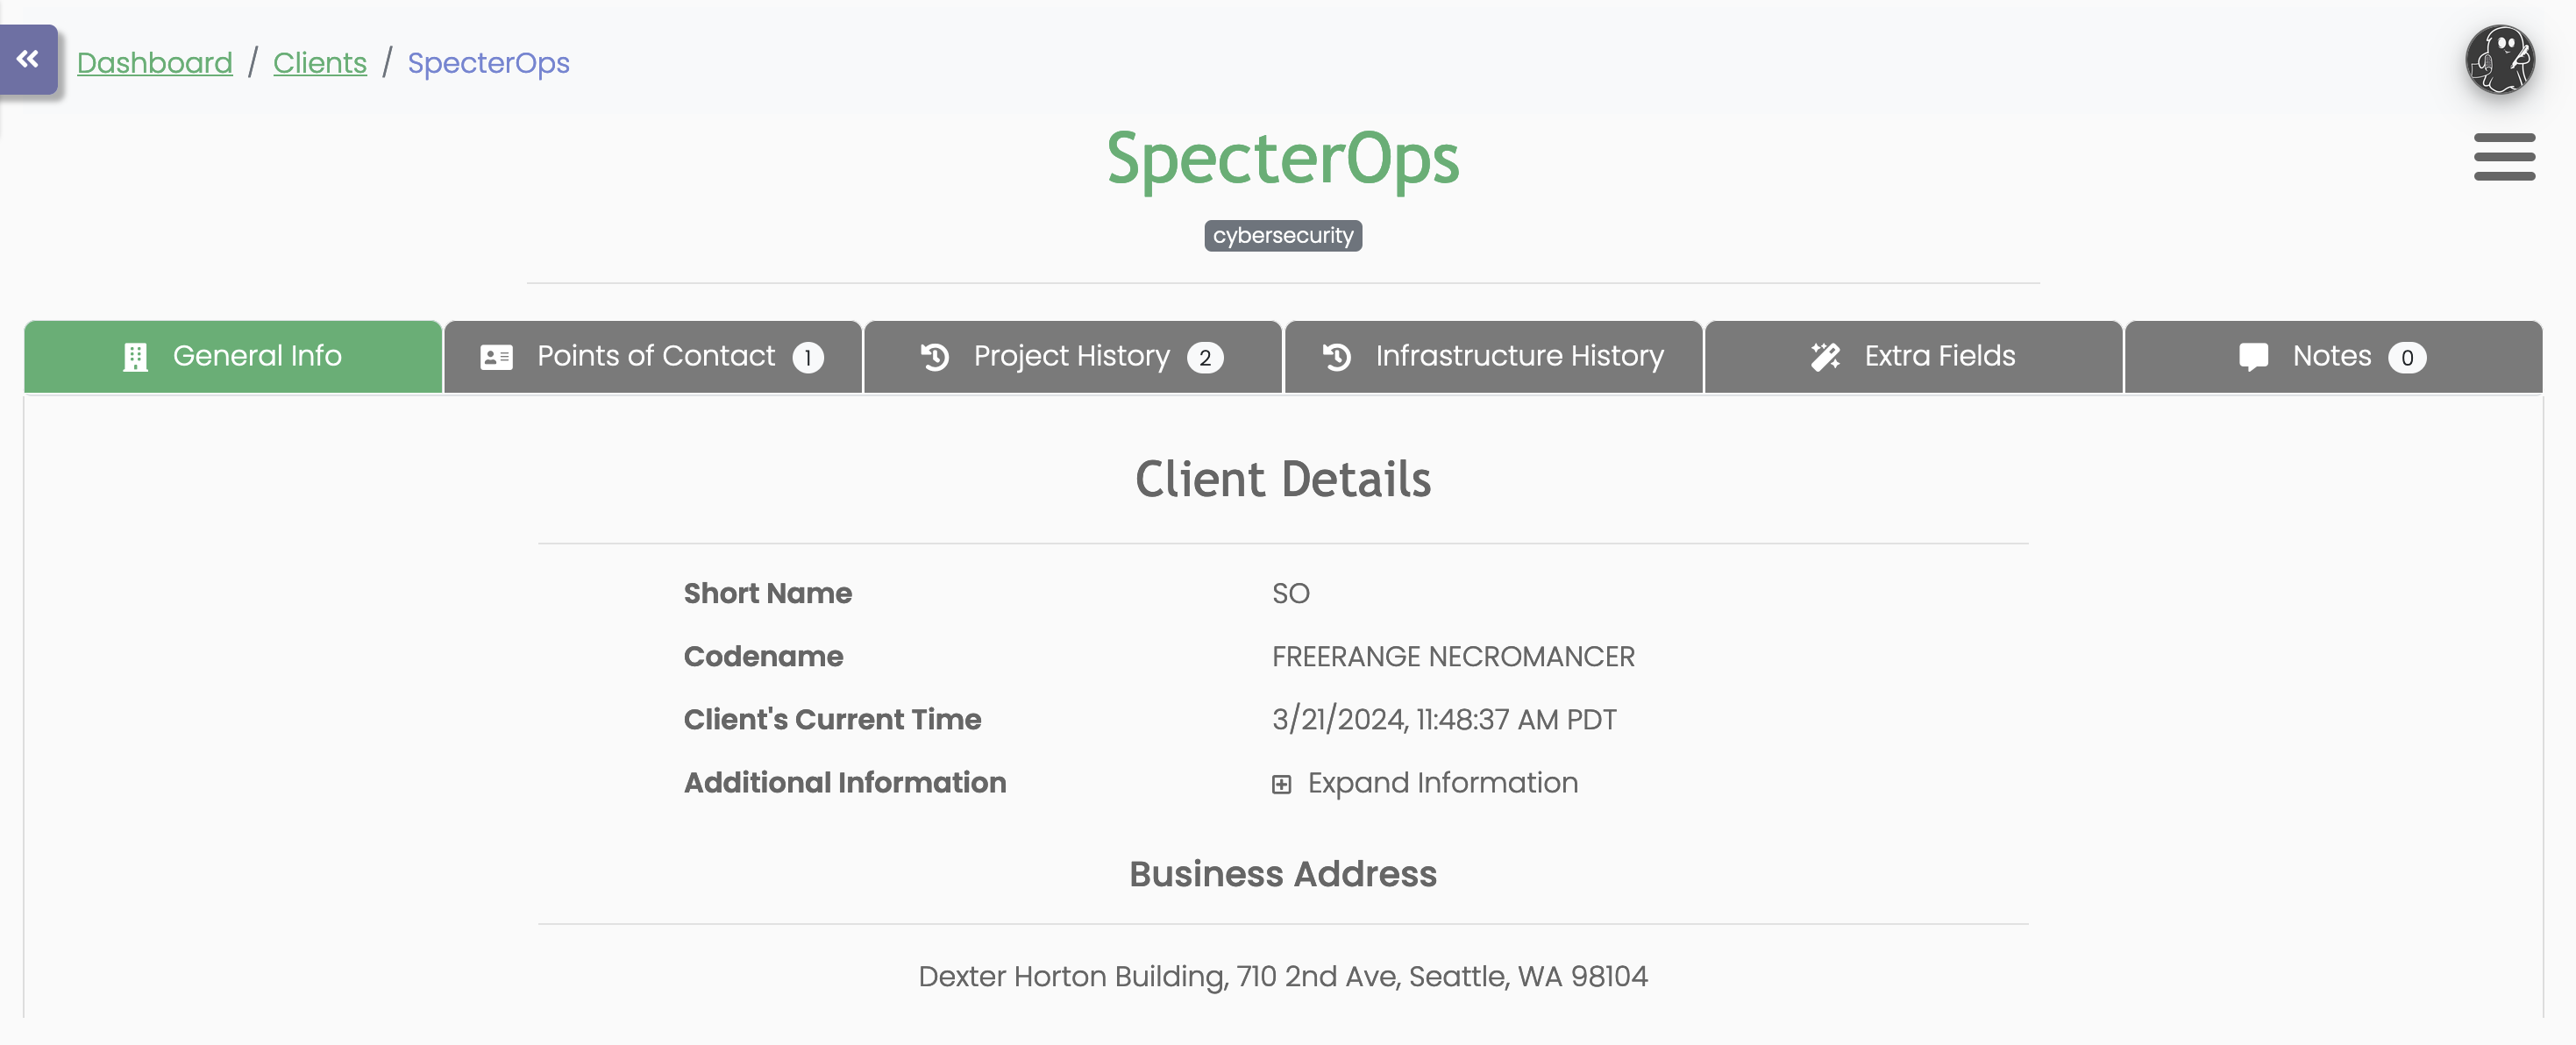 Dashboard / Clients / SpecterOps
SpecterOps
cybersecurity
General Info
Points of Contact 1
Project History 2
Infrastructure History
Extra Fields
Notes 0
Client Details
Short Name SO
Codename FREERANGE NECROMANCER
Client's Current Time 3/21/2024, 11:48:37 AM PDT
Additional Information Expand Information
Business Address
Dexter Horton Building, 710 2nd Ave, Seattle, WA 98104